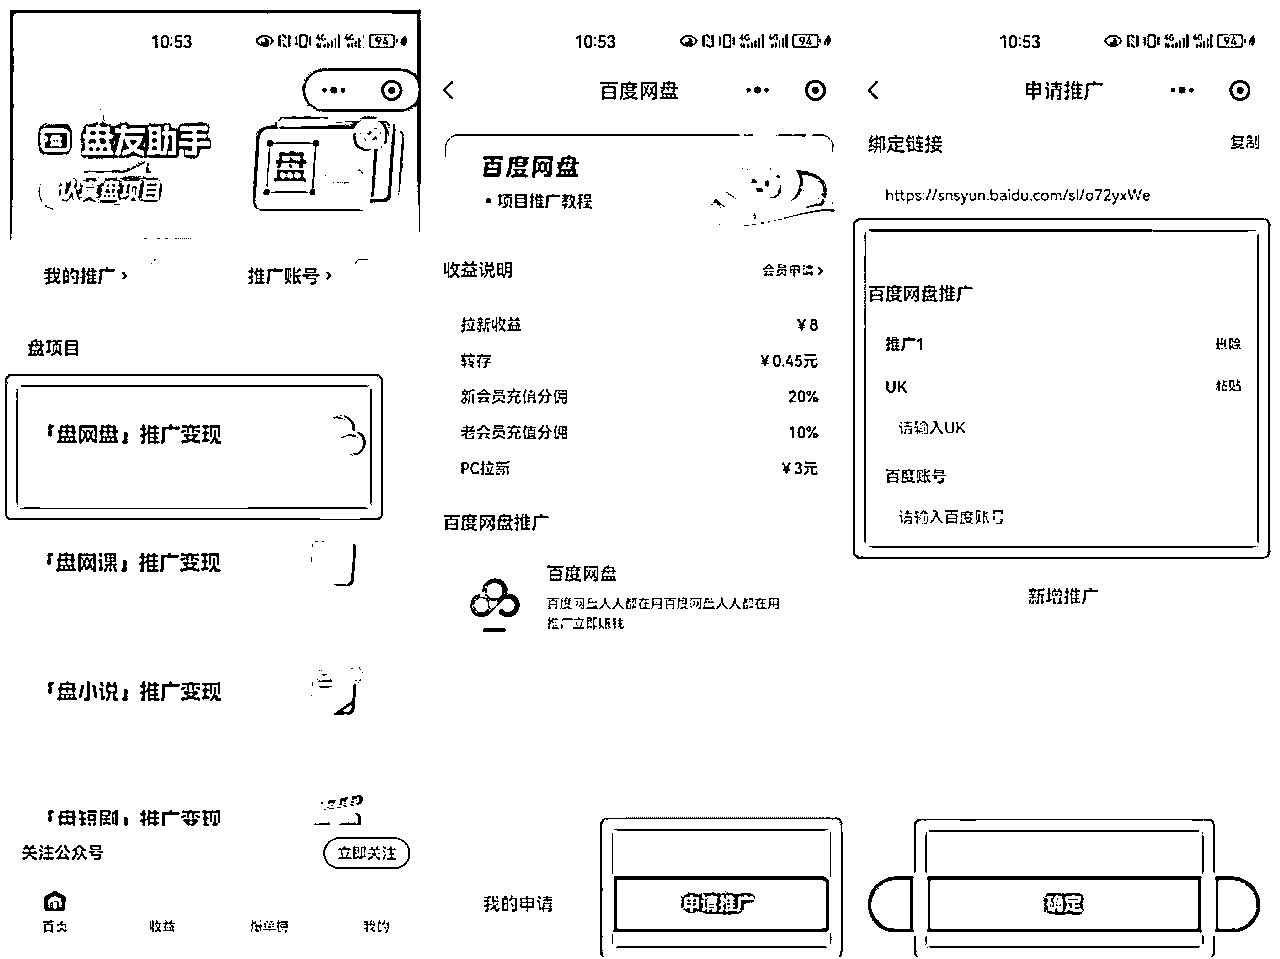 10:53
94
盘友助手
认真盘项目
我的推广 ›
推广账号 ›
盘项目
「盘网盘」推广变现
「盘网课」推广变现
「盘小说」推广变现
「盘短剧」推广变现
关注公众号
立即关注
首页
收益
爆单榜
我的
10:53
94
百度网盘
百度网盘
• 项目推广教程
收益说明
会员申请 ›
拉新收益
¥8
转存
¥0.45元
新会员充值分佣
20%
老会员充值分佣
10%
PC拉新
¥3元
百度网盘推广
百度网盘
百度网盘人人都在用百度网盘人人都在用
推广立即赚钱
我的申请
申请推广
10:53
94
申请推广
绑定链接
复制
https://snsyun.baidu.com/sl/o72yxWe
百度网盘推广
推广1
删除
UK
粘贴
请输入UK
百度账号
请输入百度账号
新增推广
确定